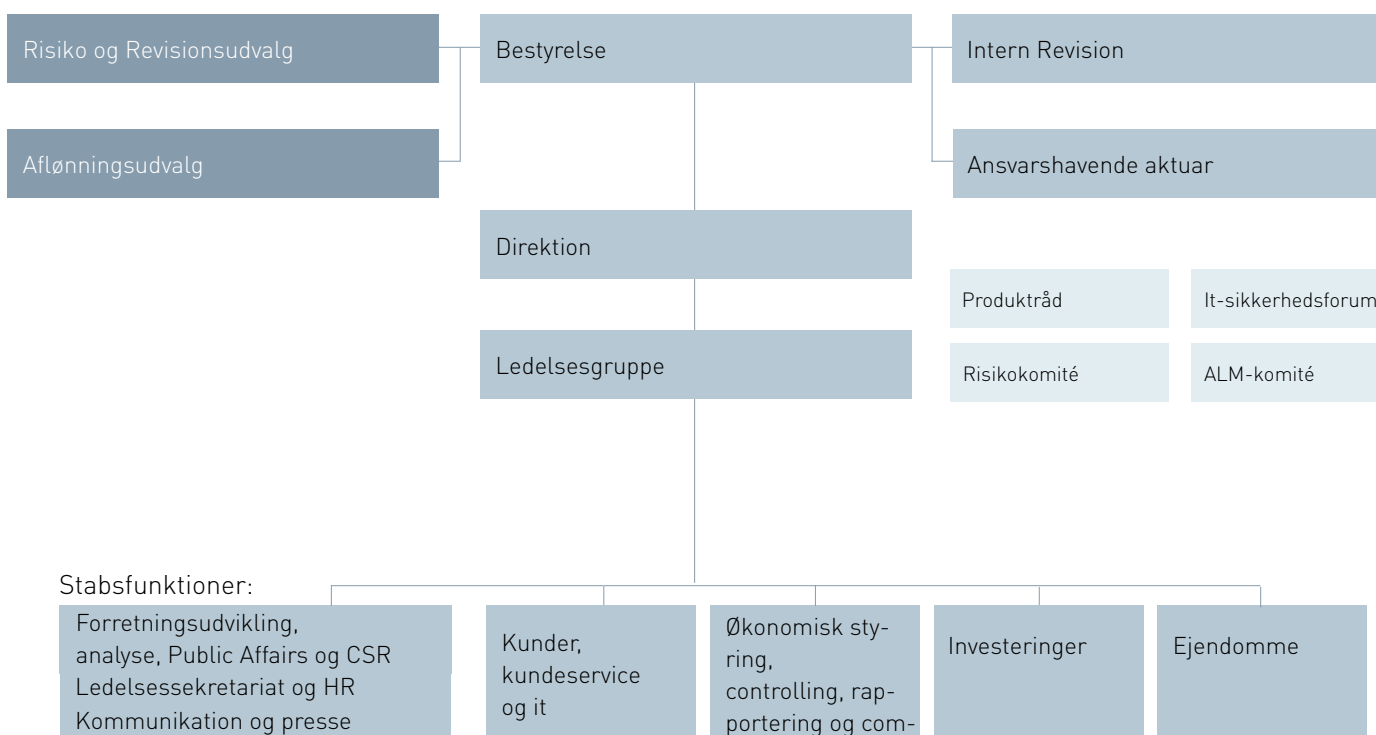 Risiko og Revisionsudvalg
Bestyrelse
Intern Revision
Aflønningsudvalg
Ansvarshavende aktuar
Direktion
Produktråd
It-sikkerhedsforum
Ledelsesgruppe
Risikokomité
ALM-komité
Stabsfunktioner:
Forretningsudvikling,
analyse, Public Affairs og CSR
Ledelsessekretariat og HR
Kommunikation og presse
Kunder,
kundeservice
og it
Økonomisk sty-
ring,
controlling, rap-
portering og com-
Investeringer
Ejendomme